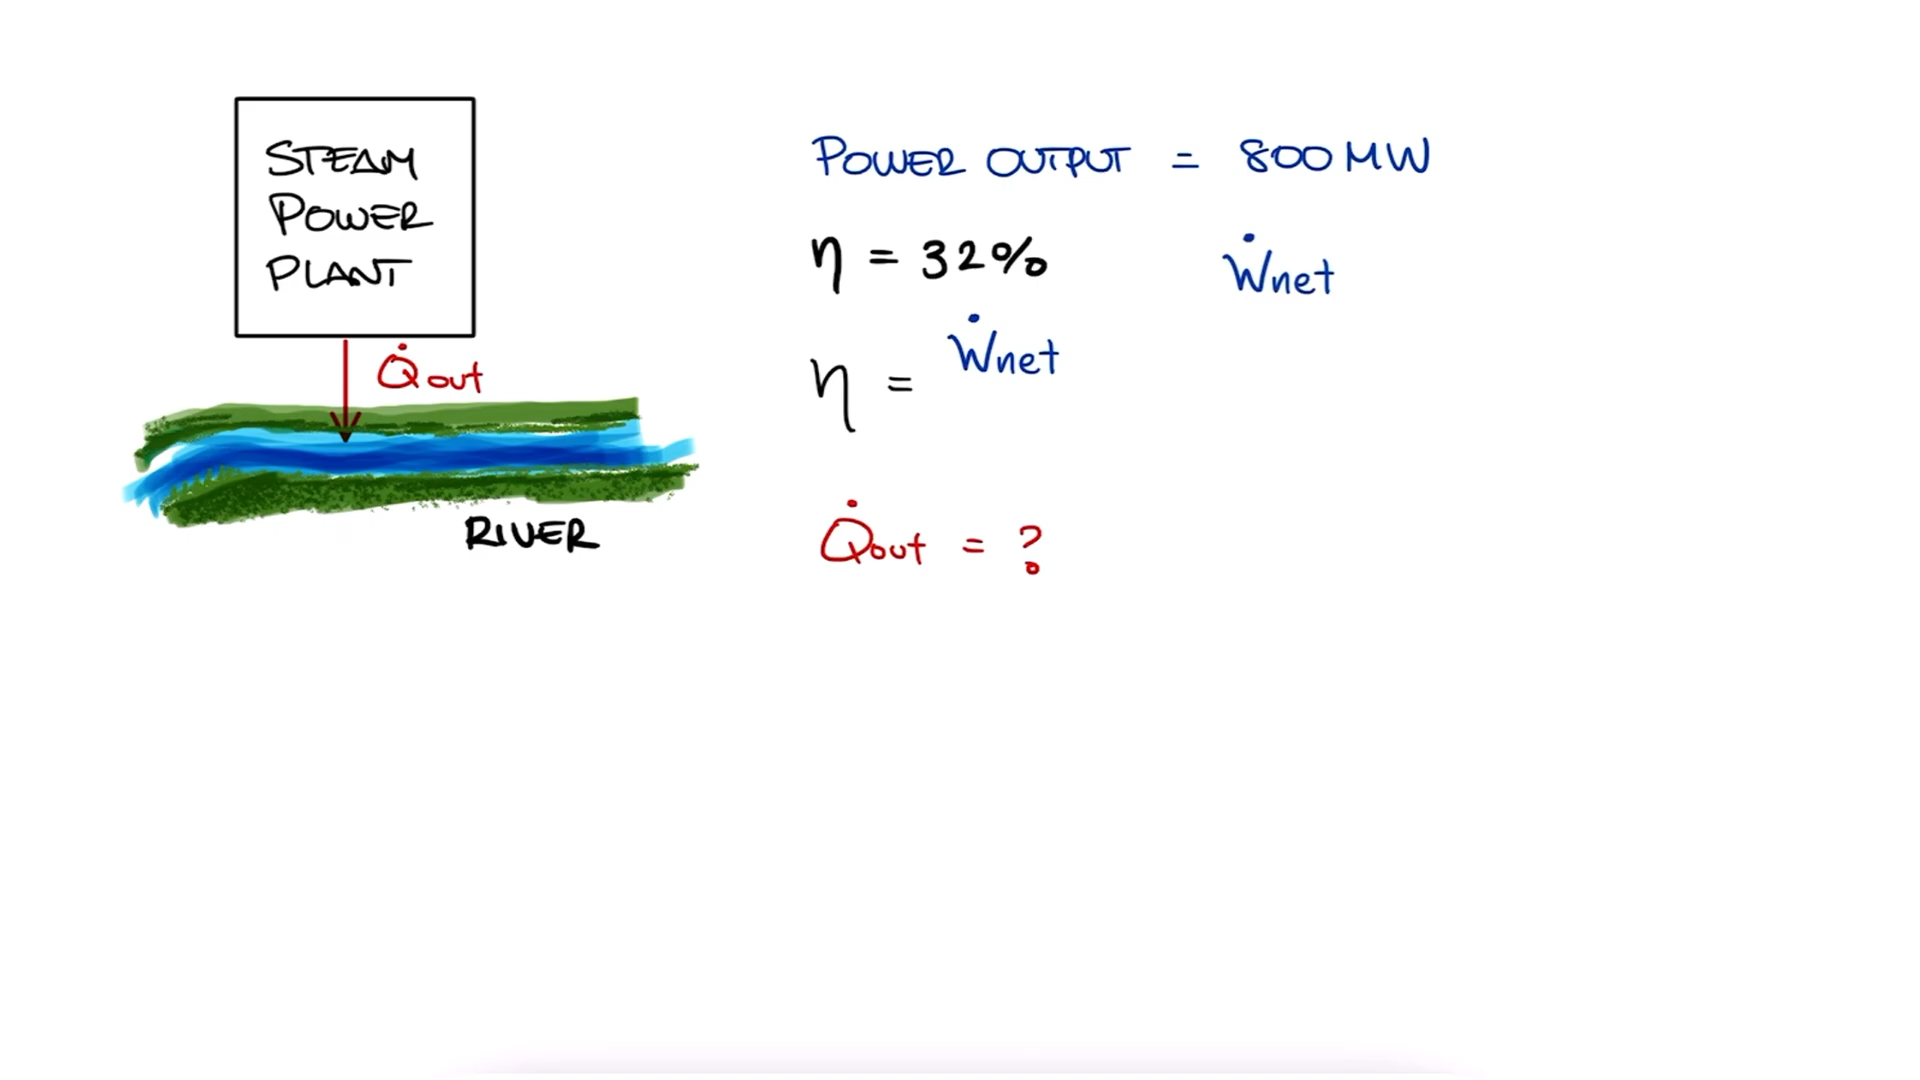 STEAM
POWER
PLANT
Q̇out
RIVER
POWER OUTPUT = 800 MW
η = 32%
Ẇnet
η = Ẇnet
Q̇out = ?